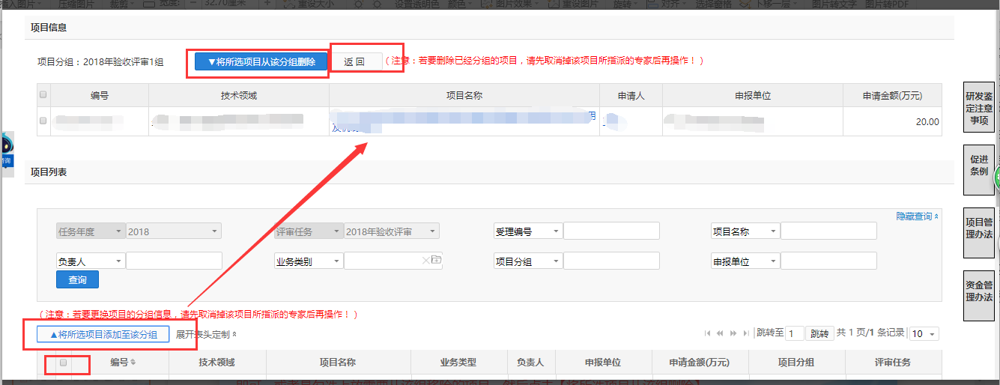 压缩图片
裁剪
宽度:
32.70厘米
重设大小
设置透明色
颜色
图片效果
重设图片
旋转
对齐
选择窗格
下移一层
图片转文字
图片转PDF
项目信息
项目分组：2018年验收评审1组
▼将所选项目从该分组删除
返 回
（注意：若要删除已经分组的项目，请先取消掉该项目所指派的专家后再操作！）
编号 技术领域 项目名称 申请人 申报单位 申请金额(万元)
20.00
研发鉴
定注意
事项
促进
条例
项目管
理办法
资金管
理办法
项目列表
隐藏查询
任务年度 2018 评审任务 2018年验收评审 受理编号 项目名称
负责人 业务类别 项目分组 申报单位
查询
（注意：若要更换项目的分组信息，请先取消掉该项目所指派的专家后再操作！）
▲将所选项目添加至该分组 展开表头定制
跳转至 1 跳转 共 1 页/1 条记录 10
编号 技术领域 项目名称 业务类型 负责人 申报单位 申请金额(万元) 项目分组 评审任务